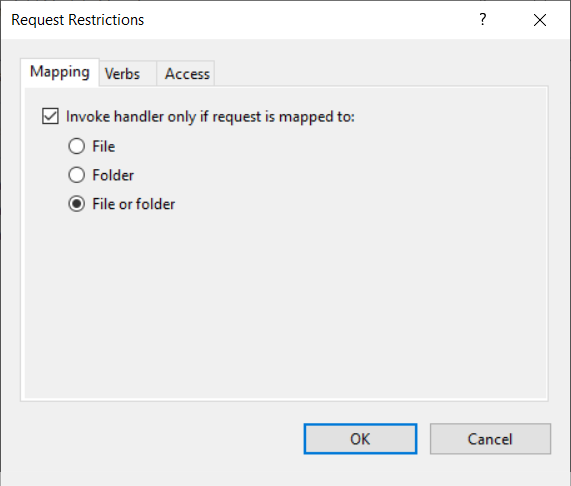 Request Restrictions ?
Mapping Verbs Access
Invoke handler only if request is mapped to:
File
Folder
File or folder
OK Cancel